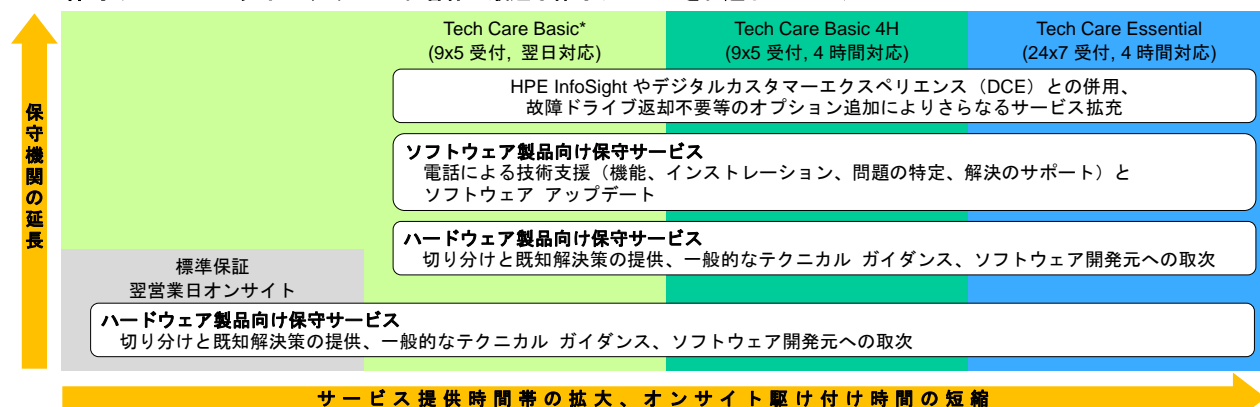 Tech Care Basic*
(9x5 受付, 翌日対応)
Tech Care Basic 4H
(9x5 受付, 4 時間対応)
Tech Care Essential
(24x7 受付, 4 時間対応)
HPE InfoSight やデジタルカスタマーエクスペリエンス（DCE）との併用、
故障ドライブ返却不要等のオプション追加によりさらなるサービス拡充
保守機関の延長
ソフトウェア製品向け保守サービス
電話による技術支援（機能、インストレーション、問題の特定、解決のサポート）と
ソフトウェア アップデート
ハードウェア製品向け保守サービス
切り分けと既知解決策の提供、一般的なテクニカル ガイダンス、ソフトウェア開発元への取次
標準保証
翌営業日オンサイト
ハードウェア製品向け保守サービス
切り分けと既知解決策の提供、一般的なテクニカル ガイダンス、ソフトウェア開発元への取次
サービス提供時間帯の拡大、オンサイト駆け付け時間の短縮